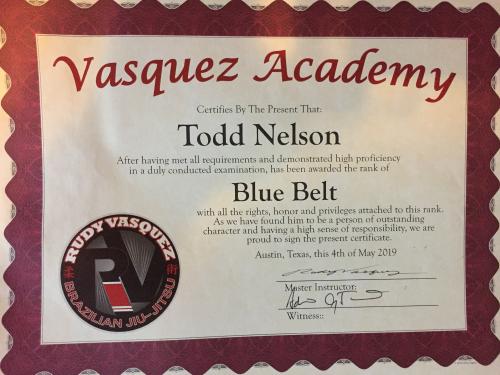 Vasquez Academy
Certifies By The Present That:
Todd Nelson
After having met all requirements and demonstrated high proficiency
in a duly conducted examination, has been awarded the rank of
Blue Belt
with all the rights, honor and privileges attached to this rank.
As we have found him to be a person of outstanding
character and having a high sense of responsibility, we are
proud to sign the present certificate.
Austin, Texas, this 4th of May 2019
Rudy Vasquez
Master Instructor:
Witness::
RUDY VASQUEZ
RV
BRAZILIAN JIU-JITSU